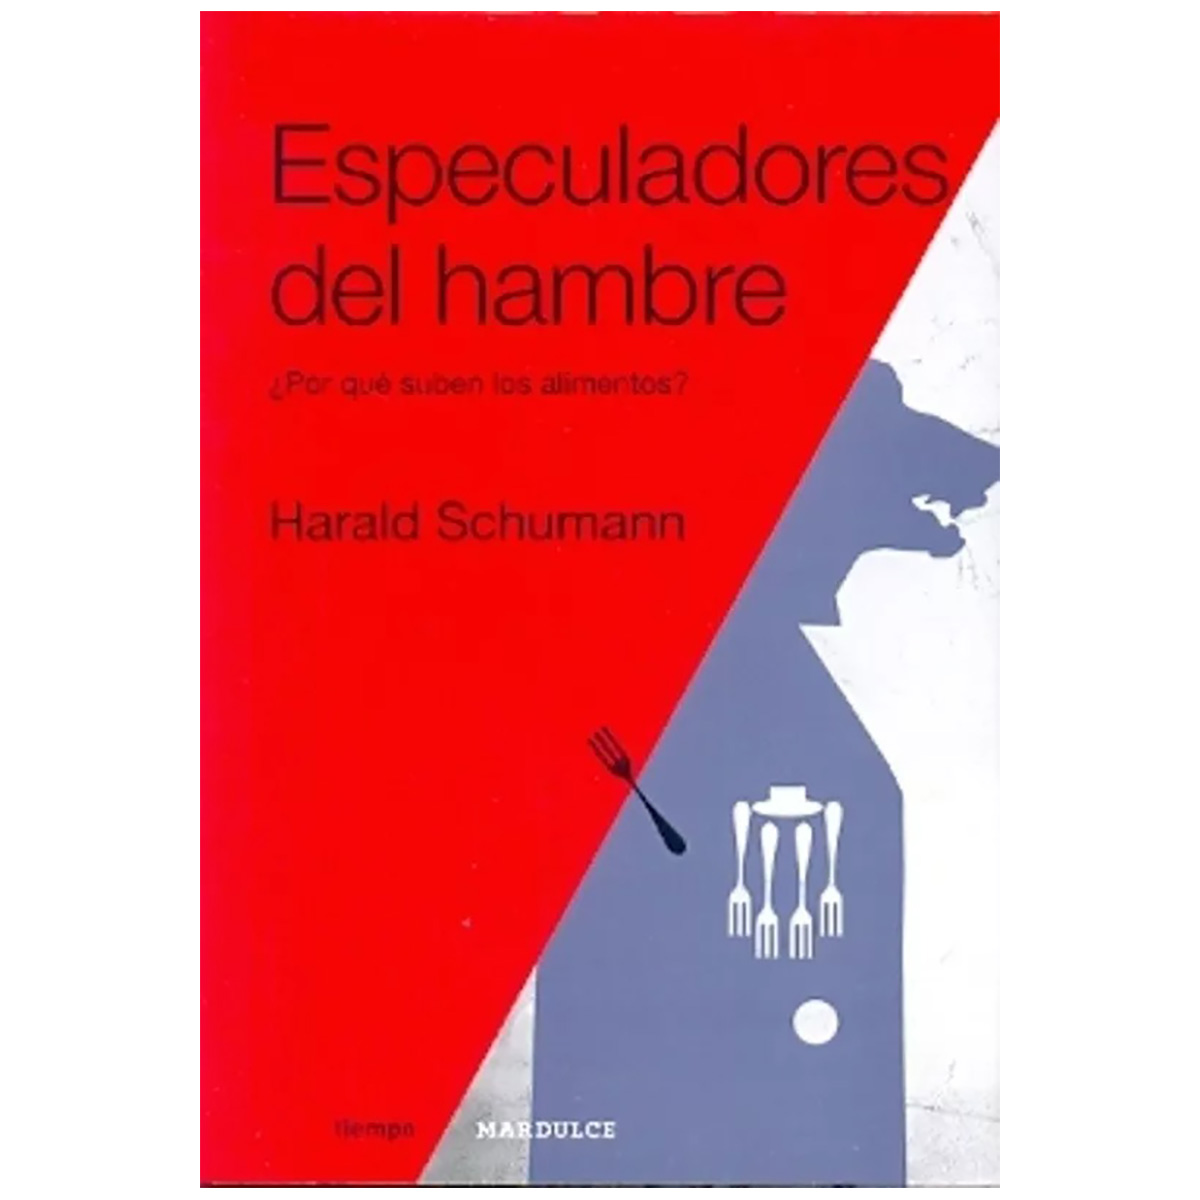 Especuladores
del hambre
¿Por qué suben los alimentos?
Harald Schumann
tiempo
MARDULCE